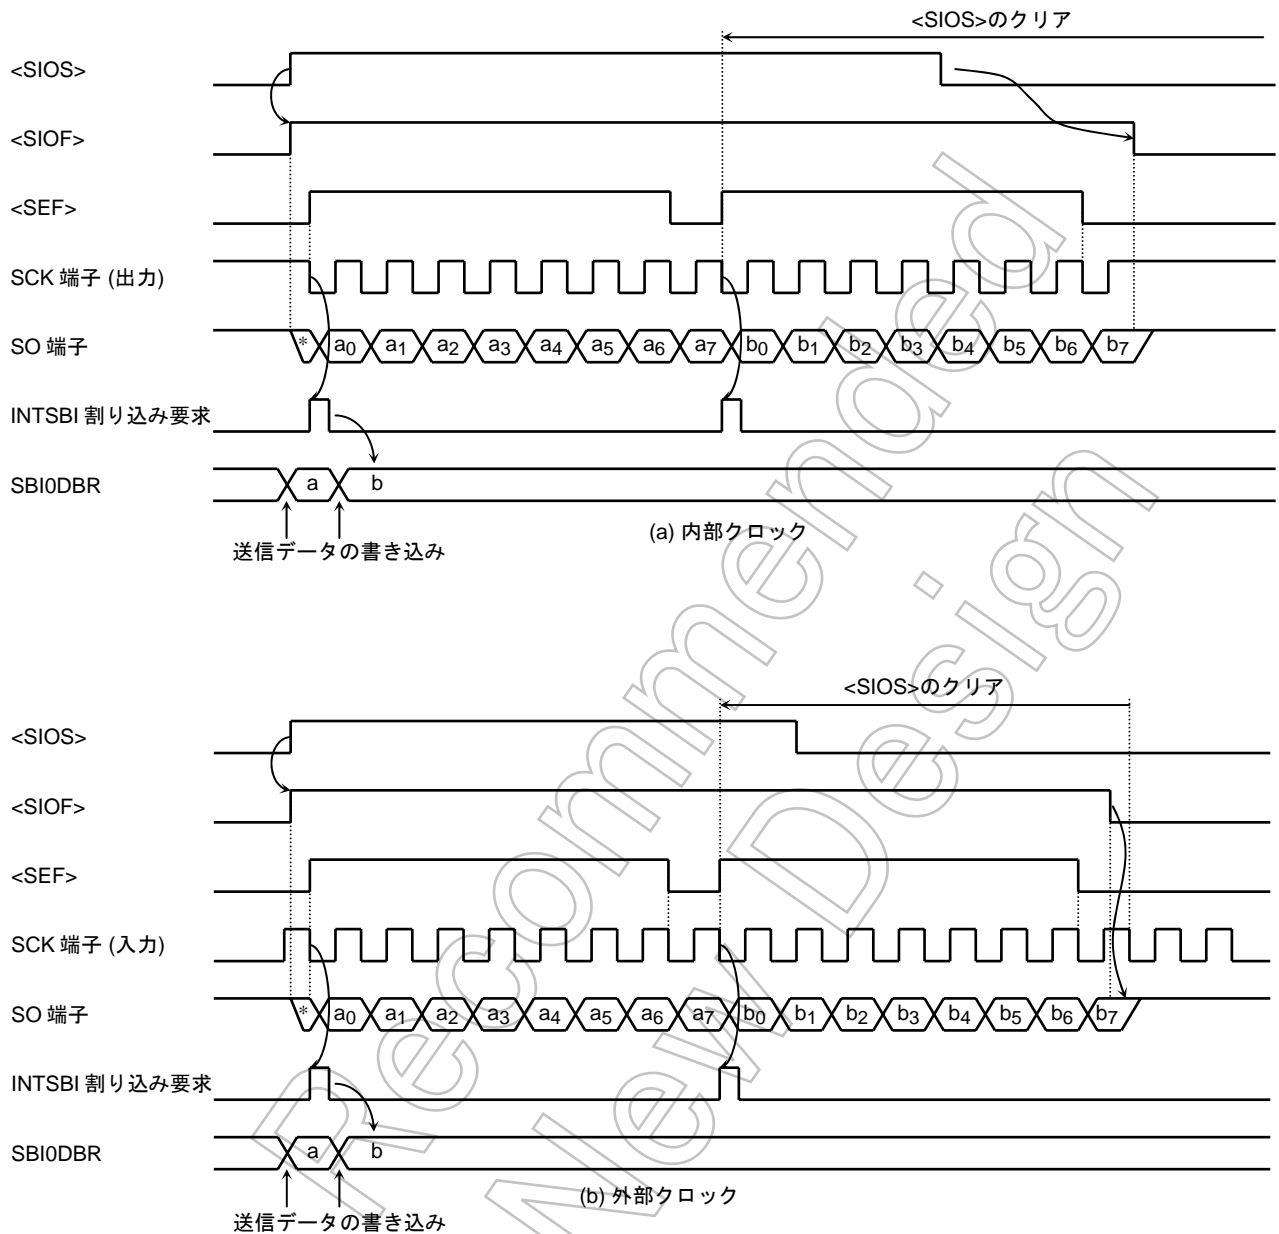 <SIOS>のクリア
<SIOS>
<SIOF>
<SEF>
SCK 端子 (出力)
SO 端子
* a0 a1 a2 a3 a4 a5 a6 a7 b0 b1 b2 b3 b4 b5 b6 b7
INTSBI 割り込み要求
SBI0DBR
a b
送信データの書き込み
(a) 内部クロック
<SIOS>のクリア
<SIOS>
<SIOF>
<SEF>
SCK 端子 (入力)
SO 端子
* a0 a1 a2 a3 a4 a5 a6 a7 b0 b1 b2 b3 b4 b5 b6 b7
INTSBI 割り込み要求
SBI0DBR
a b
送信データの書き込み
(b) 外部クロック
Recommended
New Design